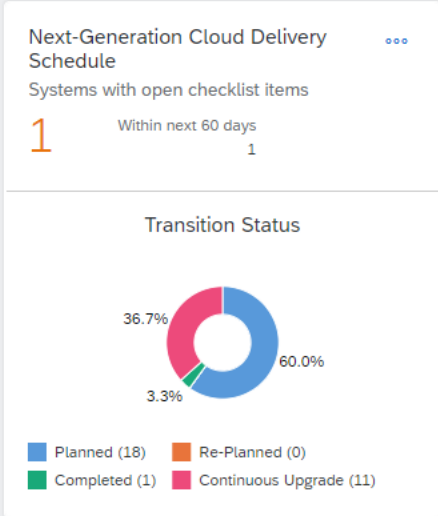 Next-Generation Cloud Delivery
Schedule
Systems with open checklist items
1
Within next 60 days
1
Transition Status
36.7%
60.0%
3.3%
Planned (18)
Re-Planned (0)
Completed (1)
Continuous Upgrade (11)